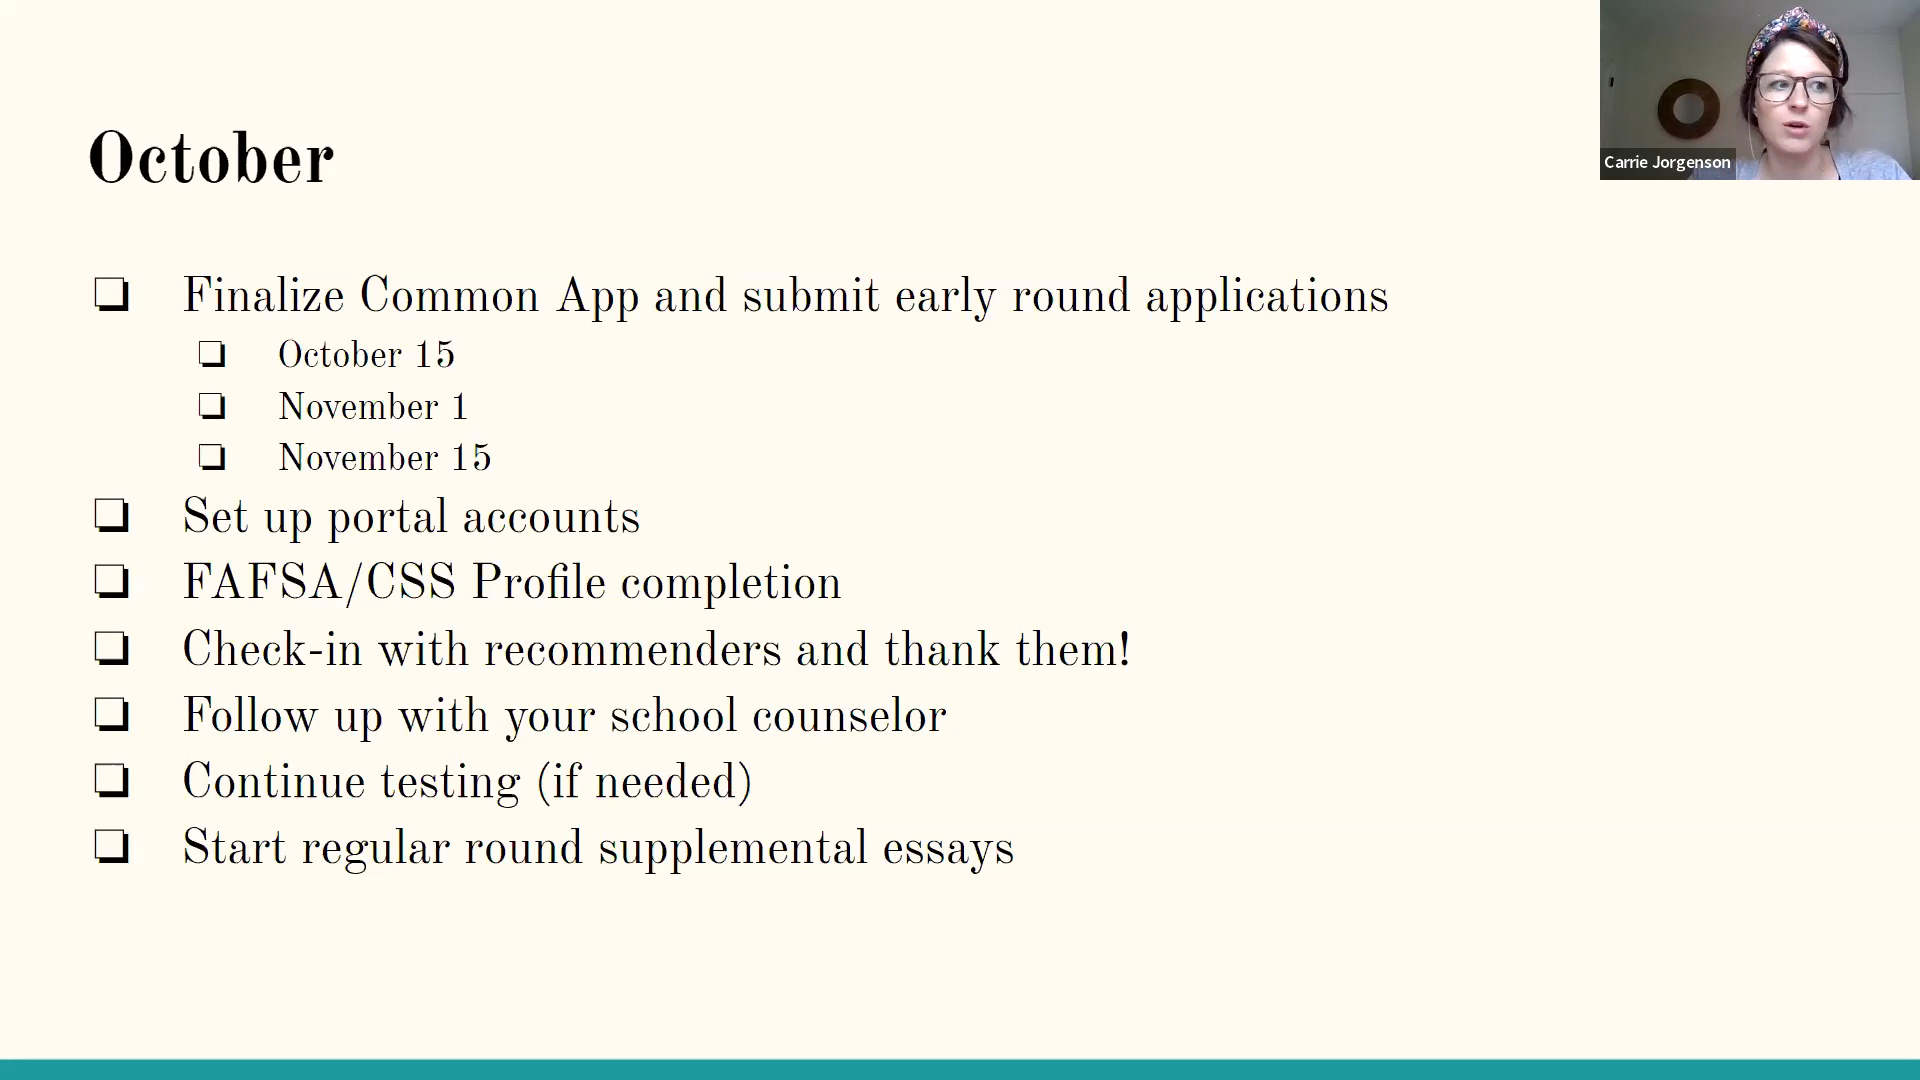 October
❏ Finalize Common App and submit early round applications
❏ October 15
❏ November 1
❏ November 15
❏ Set up portal accounts
❏ FAFSA/CSS Profile completion
❏ Check-in with recommenders and thank them!
❏ Follow up with your school counselor
❏ Continue testing (if needed)
❏ Start regular round supplemental essays
Carrie Jorgenson